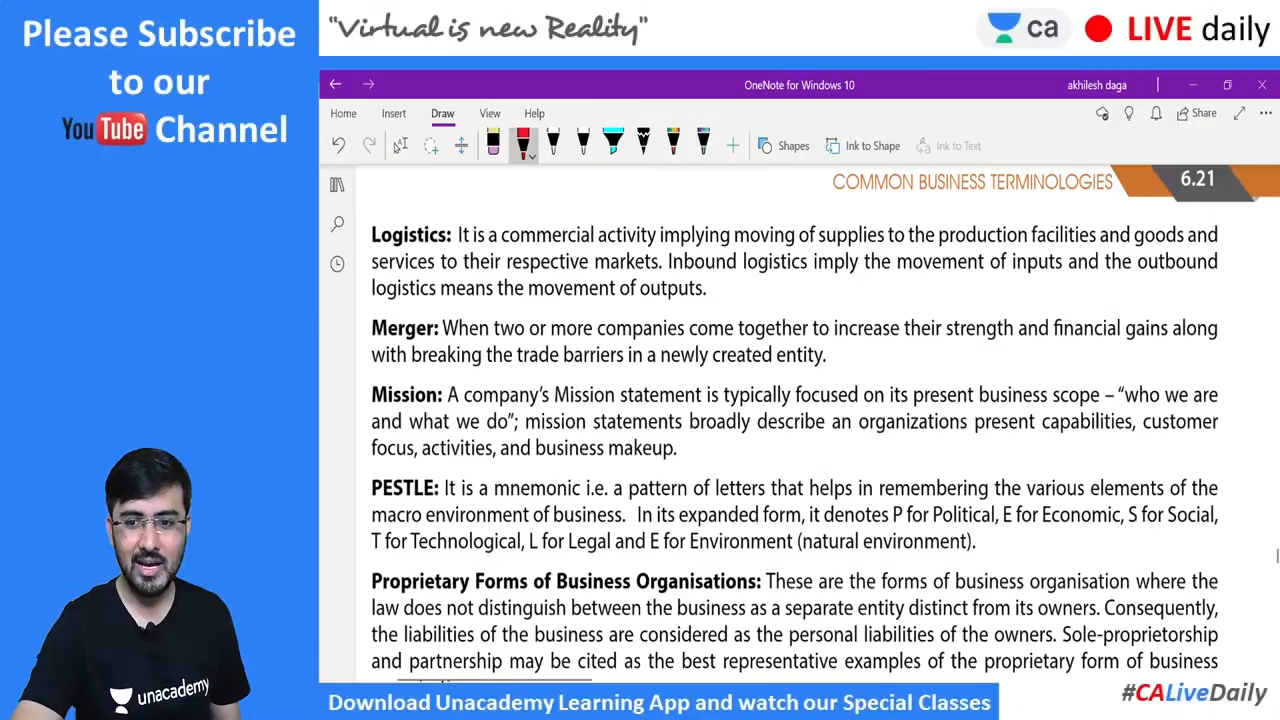 Please Subscribe
to our
YouTube Channel
"Virtual is new Reality"
ca
LIVE daily
OneNote for Windows 10
akhilesh daga
Home
Insert
Draw
View
Help
Share
Shapes
Ink to Shape
Ink to Text
COMMON BUSINESS TERMINOLOGIES
6.21
Logistics: It is a commercial activity implying moving of supplies to the production facilities and goods and
services to their respective markets. Inbound logistics imply the movement of inputs and the outbound
logistics means the movement of outputs.
Merger: When two or more companies come together to increase their strength and financial gains along
with breaking the trade barriers in a newly created entity.
Mission: A company's Mission statement is typically focused on its present business scope – "who we are
and what we do"; mission statements broadly describe an organizations present capabilities, customer
focus, activities, and business makeup.
PESTLE: It is a mnemonic i.e. a pattern of letters that helps in remembering the various elements of the
macro environment of business. In its expanded form, it denotes P for Political, E for Economic, S for Social,
T for Technological, L for Legal and E for Environment (natural environment).
Proprietary Forms of Business Organisations: These are the forms of business organisation where the
law does not distinguish between the business as a separate entity distinct from its owners. Consequently,
the liabilities of the business are considered as the personal liabilities of the owners. Sole-proprietorship
and partnership may be cited as the best representative examples of the proprietary form of business
unacademy
Download Unacademy Learning App and watch our Special Classes
#CALiveDaily